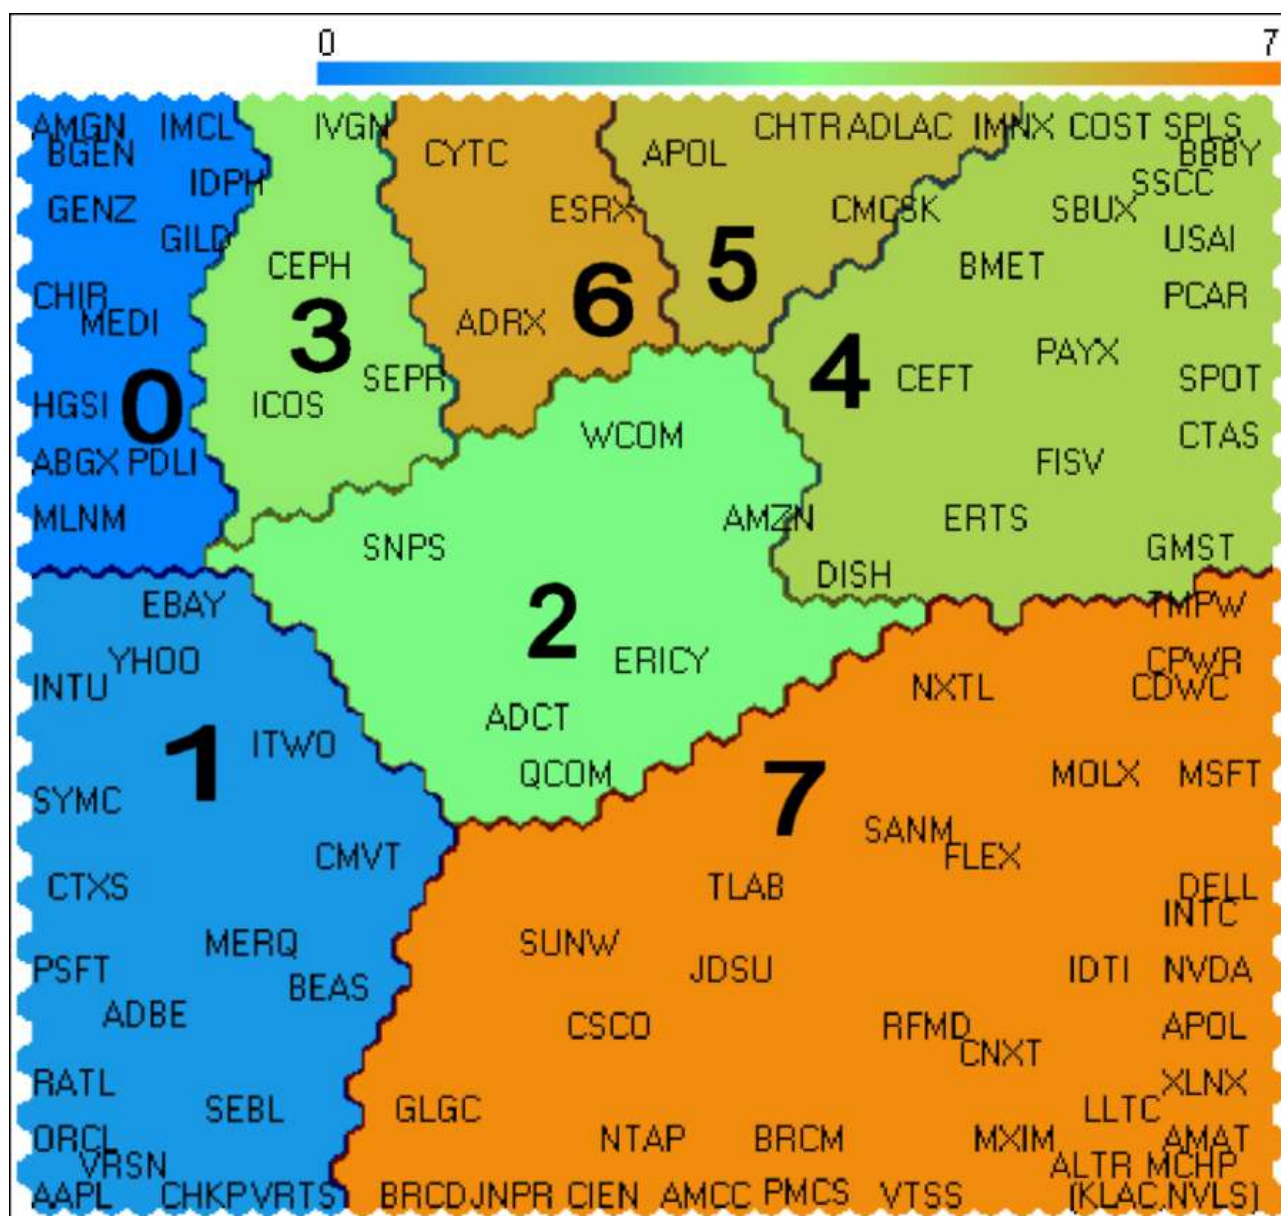 0 7
AMGN IMCL IVGN CHTR ADLAC IMNX COST SPLS
BGEN CYTC APOL BBBY
IDPH SSCC
GENZ ESRX CMCSK SBUX
GILD USAI
CEPH 5 BMET
CHIR 6 PCAR
MEDI 3 ADRX
PAYX
SEPR 4 CEFT SPOT
HGSI 0 ICOS
WCOM CTAS
ABGX PDLI FISV
MLNM AMZN ERTS
SNPS GMST
DISH
EBAY 2 TMPW
YHOO ERICY CPWR
INTU NXTL CDWC
ADCT
1 ITWO
QCOM MOLX MSFT
SYMC 7
SANM
CMVT FLEX
CTXS TLAB DELL
INTC
MERQ SUNW
PSFT JDSU IDTI NVDA
BEAS
ADBE CSCO RFMD APOL
CNXT
RATL XLNX
SEBL GLGC LLTC
ORCL NTAP BRCM MXIM AMAT
VRSN ALTR MCHP
AAPL CHKP VRTS BRCD JNPR CIEN AMCC PMCS VTSS (KLAC,NVLS)